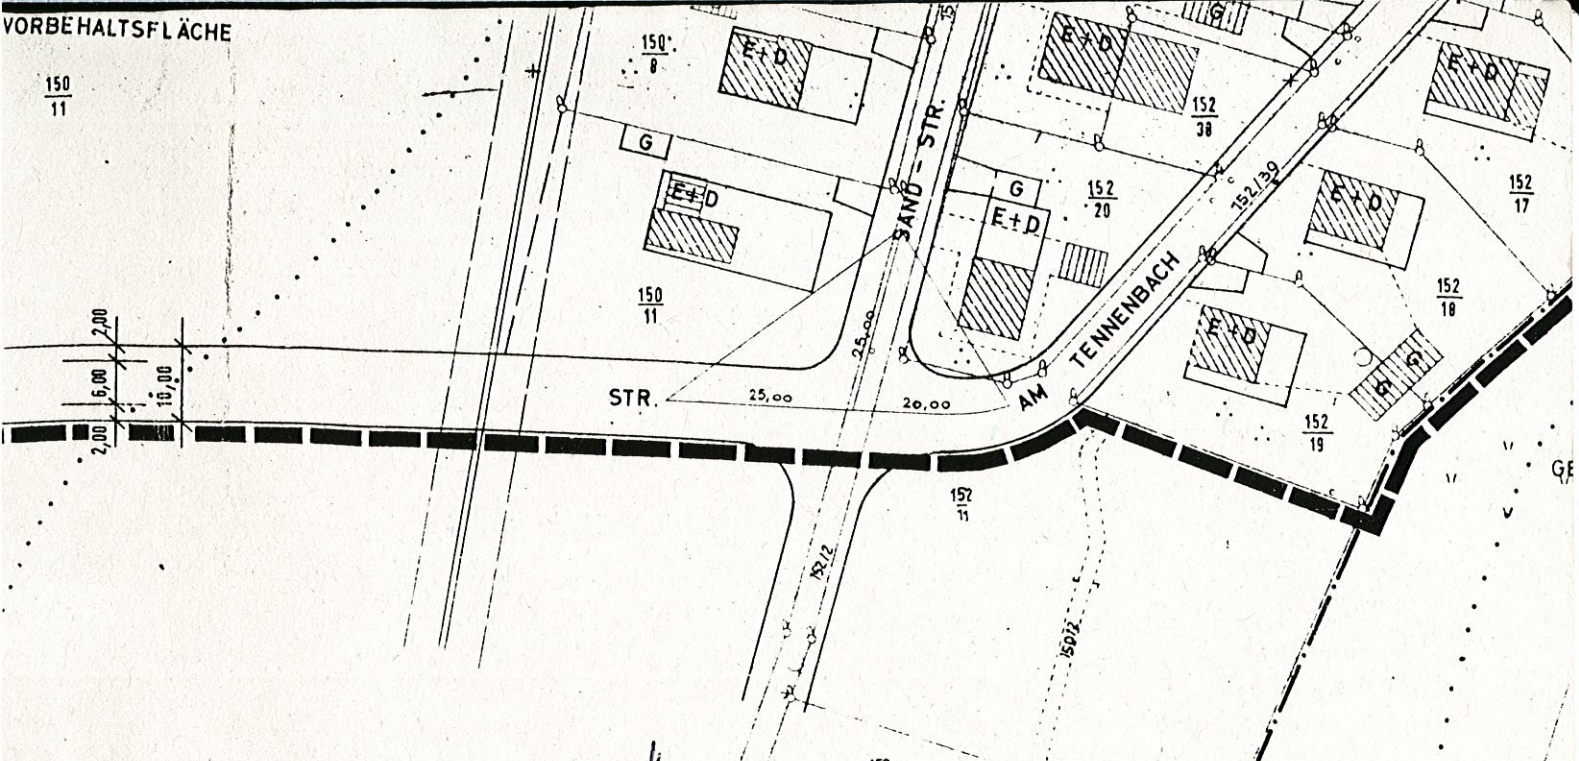 VORBEHALTSFLÄCHE
150
11
150
8
E+D
E+D
G
152
38
E+D
G
E+D
SAND-STR.
G
E+D
152
20
152/39
E+D
152
17
150
11
AM TENNENBACH
152
18
E+D
G
G
2,00
6,00
10,00
2,00
STR.
25,00
25,00
20,00
152
19
152
11
152/2